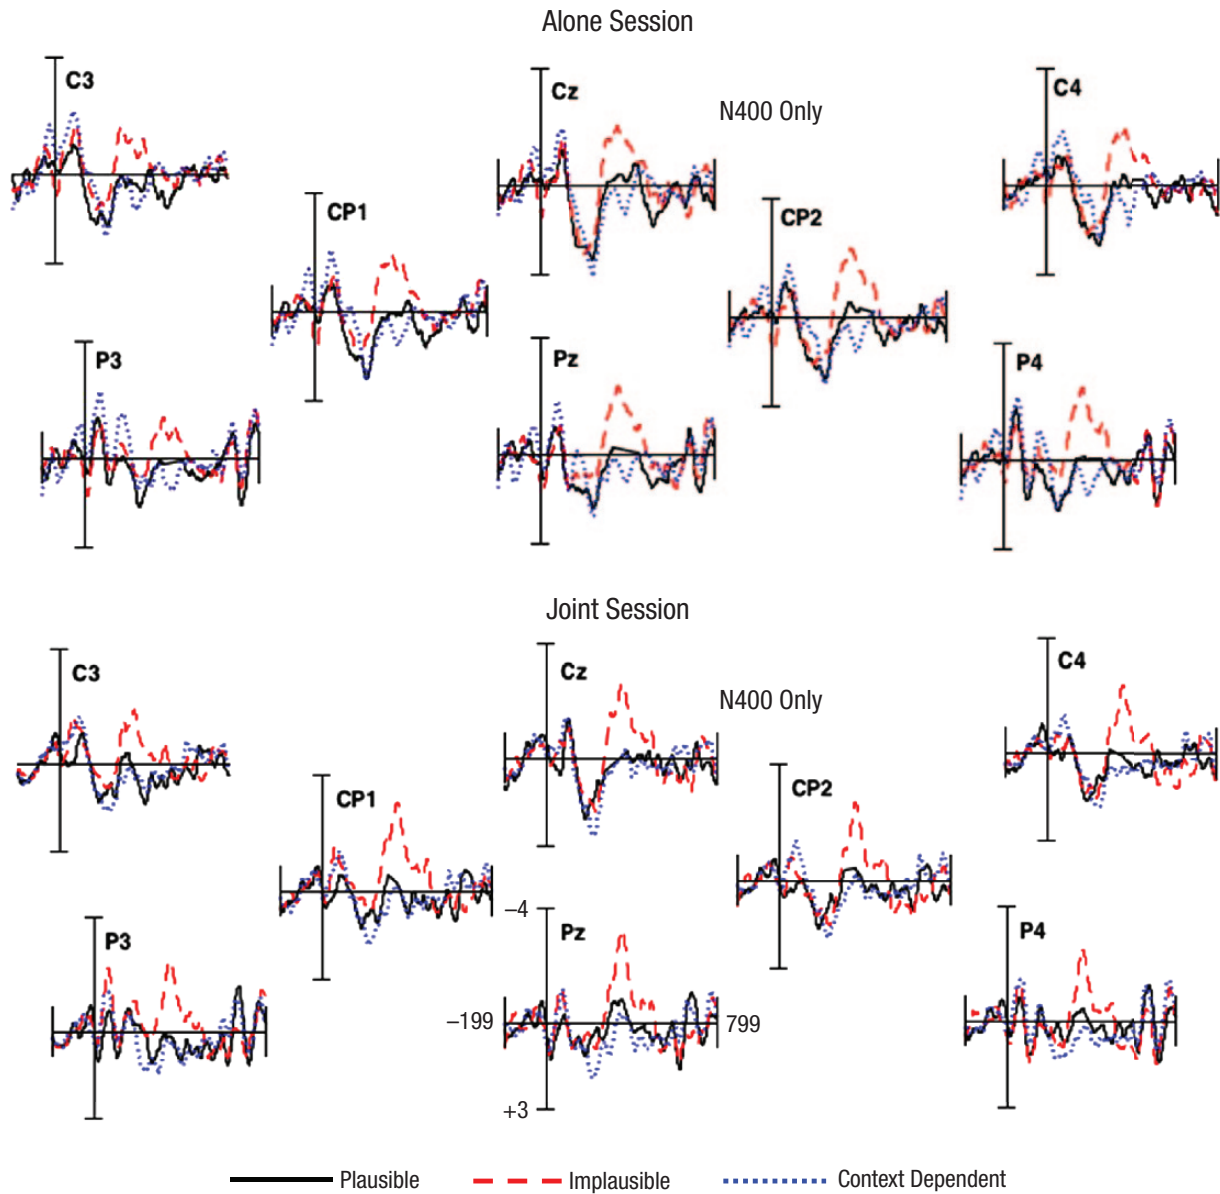 Alone Session
C3
Cz
N400 Only
C4
CP1
CP2
P3
Pz
P4
Joint Session
C3
Cz
N400 Only
C4
CP1
CP2
–4
P3
Pz
P4
–199
799
+3
Plausible
Implausible
Context Dependent